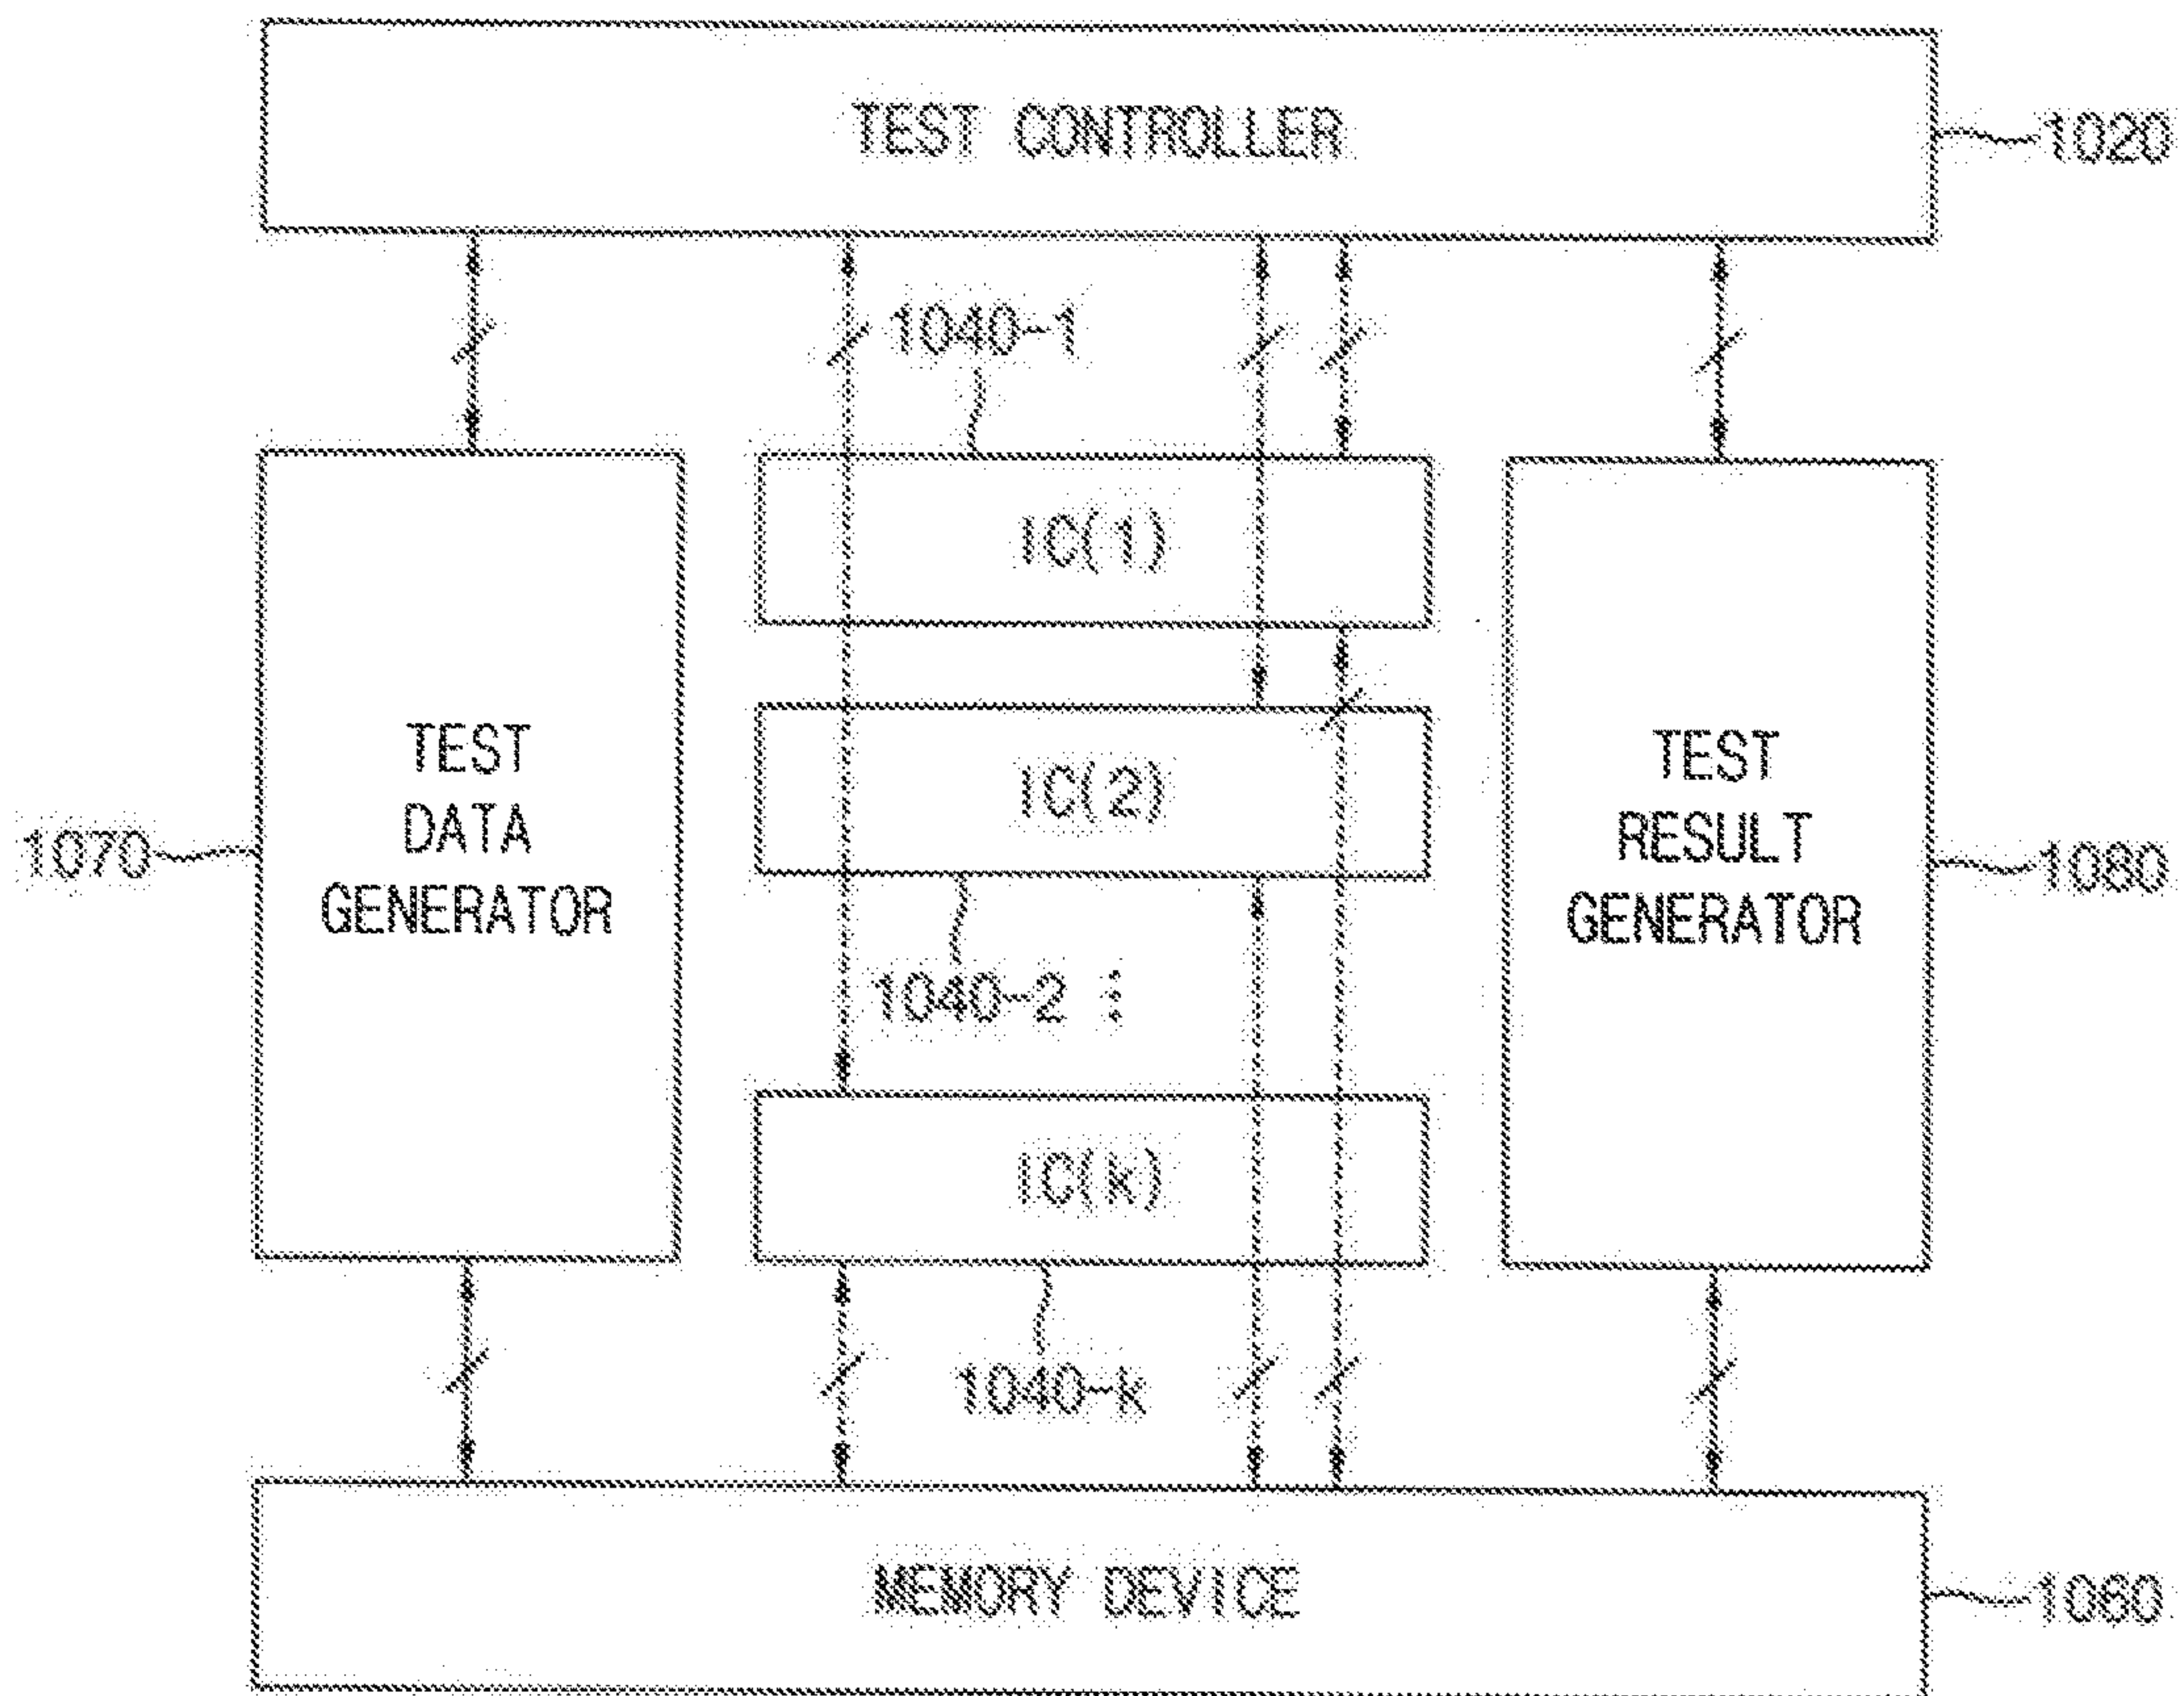 TEST CONTROLLER
1020
1040-1
IC(1)
IC(2)
1040-2 ⋮
TEST
DATA
GENERATOR
1070
TEST
RESULT
GENERATOR
1080
IC(k)
1040-k
MEMORY DEVICE
1060